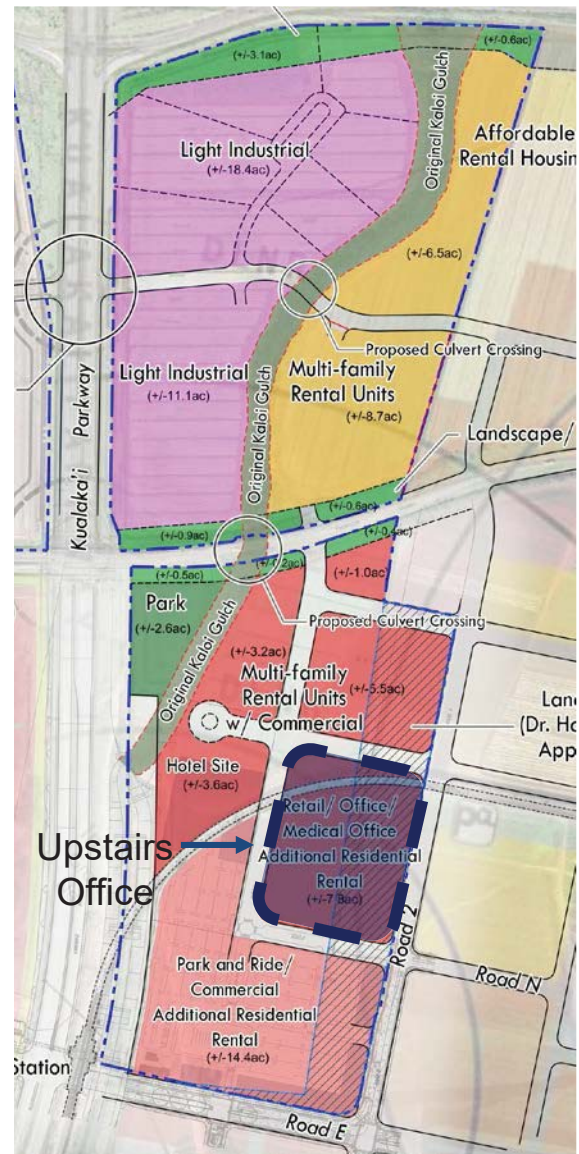 (+/-3.1ac)
(+/-0.6ac)
Original Kaloi Gulch
Affordable
Rental Housin
Light Industrial
(+/-18.4ac)
(+/-6.5ac)
Proposed Culvert Crossing
Light Industrial
(+/-11.1ac)
Multi-family
Rental Units
(+/-8.7ac)
Kualaka'i Parkway
Original Kaloi Gulch
Landscape/
(+/-0.6ac)
(+/-0.9ac)
(+/-0.5ac)
(+/-1.0ac)
Park
(+/-2.6ac)
Proposed Culvert Crossing
Original Kaloi Gulch
(+/-3.2ac)
Multi-family
Rental Units
w/ Commercial
(+/-5.5ac)
Lan
(Dr. Ho
App
Hotel Site
(+/-3.6ac)
Upstairs
Office
Retail/ Office/
Medical Office
Additional Residential
Rental
Road 2
Road N
Park and Ride/
Commercial
Additional Residential
Rental
(+/-14.4ac)
Station
Road E